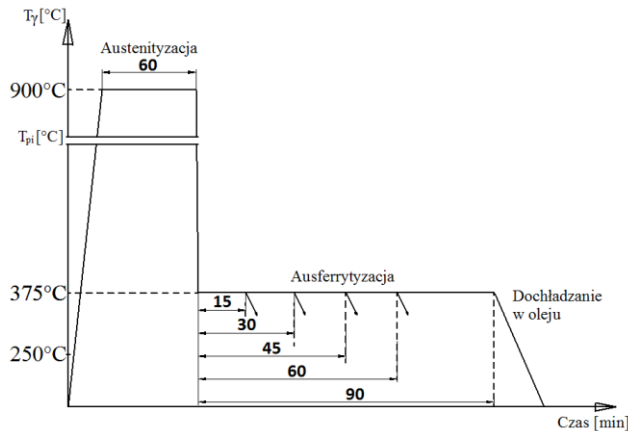 Tγ[°C]
Austenityzacja
60
900°C
Tpi[°C]
Ausferrytyzacja
375°C
15
Dochładzanie
w oleju
30
45
250°C
60
90
Czas [min]